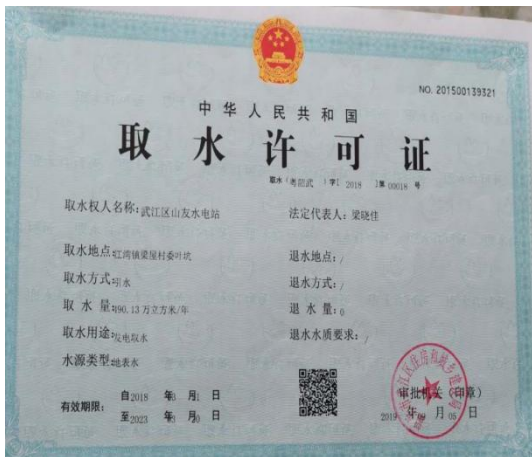 NO. 201500139321
中华人民共和国
取水许可证
取水（粤韶武）字[2018]第00018号
取水权人名称：武江区山友水电站
法定代表人：梁晓佳
取水地点：江湾镇梁屋村委叶坑
退水地点：/
取水方式：引水
退水方式：/
取水量：190.13万立方米/年
退水量：0
取水用途：发电取水
退水水质要求：/
水源类型：地表水
有效期限：
自2018年 月 1日
至2023年 月 日
审批机关（印章）
2019年09月05日